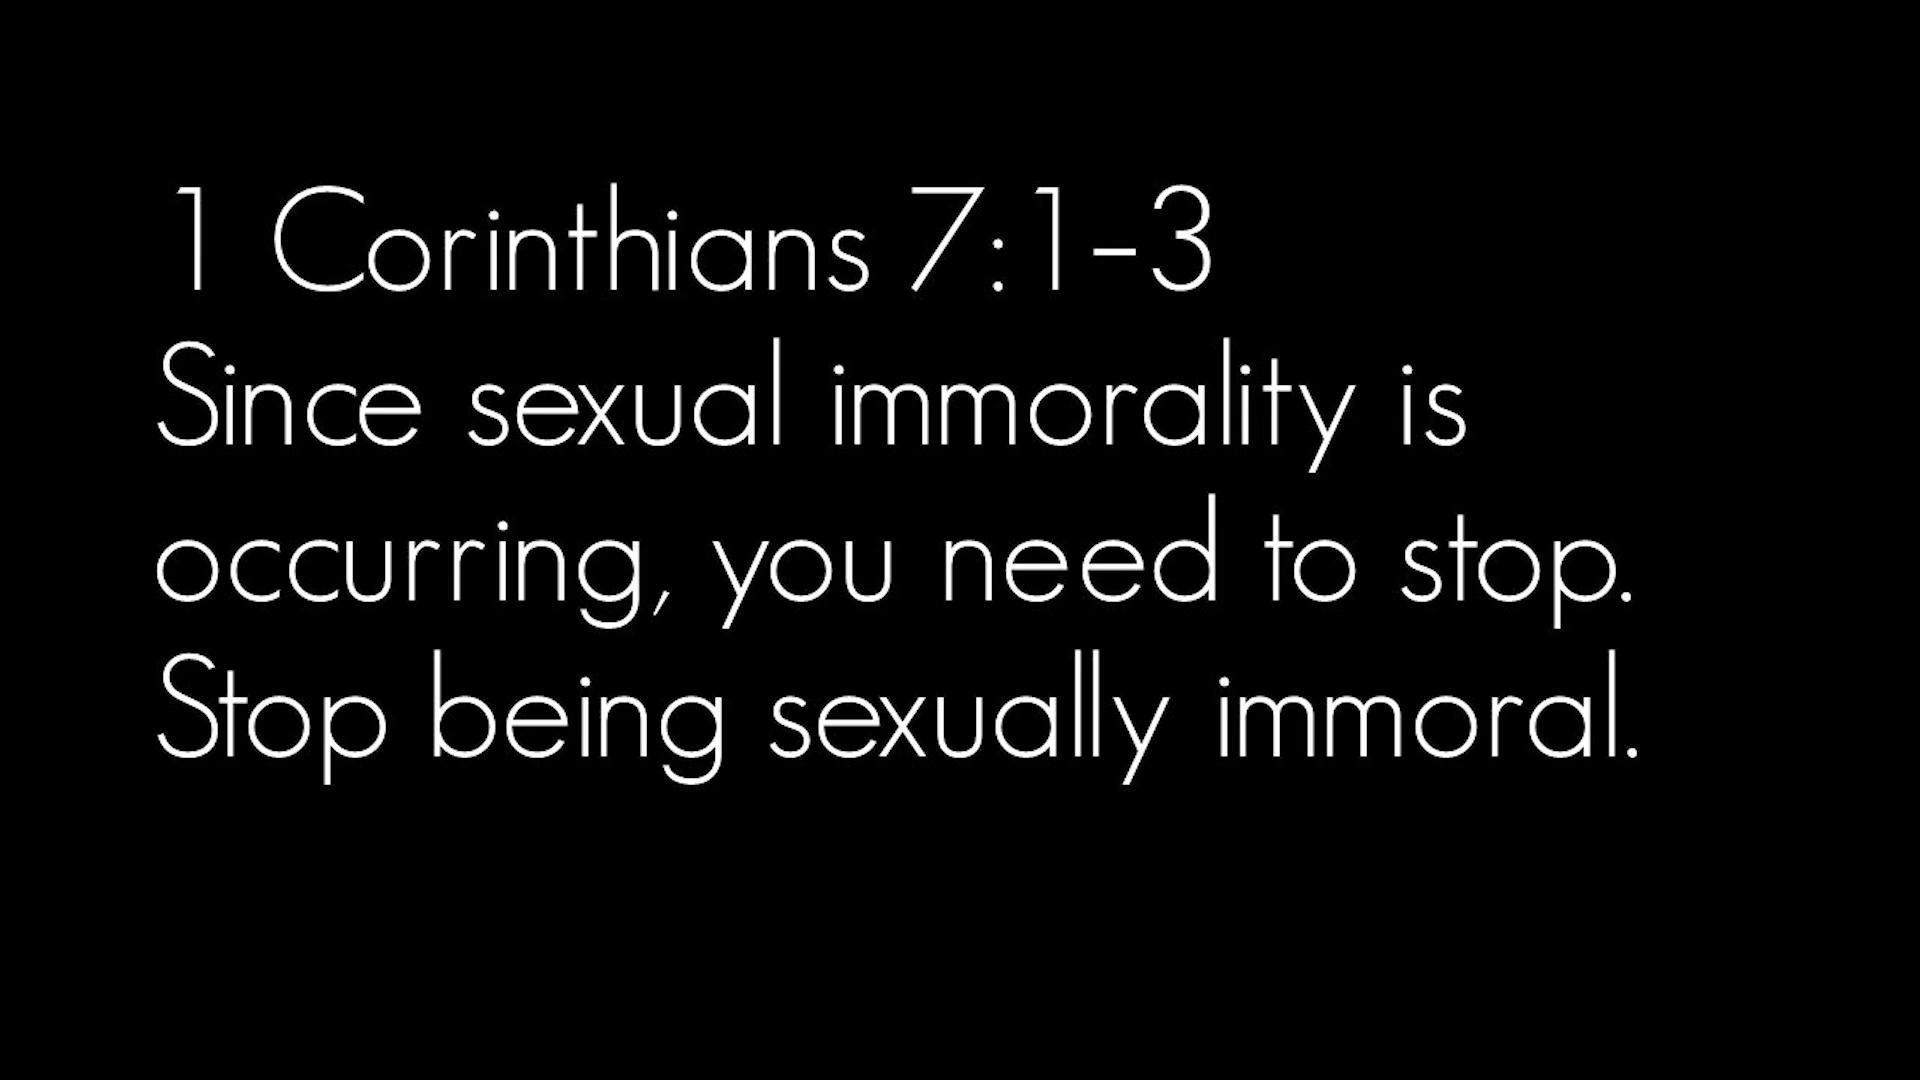 1 Corinthians 7:1-3
Since sexual immorality is
occurring, you need to stop.
Stop being sexually immoral.